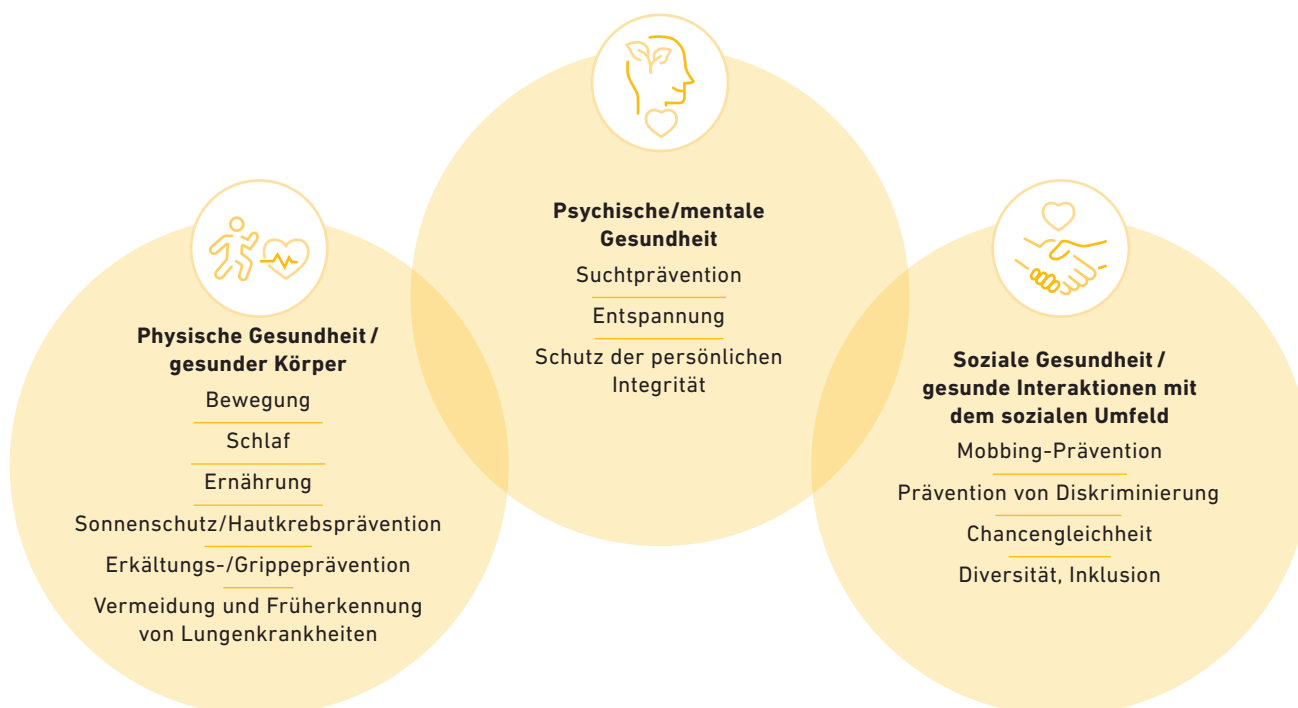 Physische Gesundheit /
gesunder Körper
Bewegung
Schlaf
Ernährung
Sonnenschutz/Hautkrebsprävention
Erkältungs-/Grippeprävention
Vermeidung und Früherkennung
von Lungenkrankheiten
Psychische/mentale
Gesundheit
Suchtprävention
Entspannung
Schutz der persönlichen
Integrität
Soziale Gesundheit /
gesunde Interaktionen mit
dem sozialen Umfeld
Mobbing-Prävention
Prävention von Diskriminierung
Chancengleichheit
Diversität, Inklusion